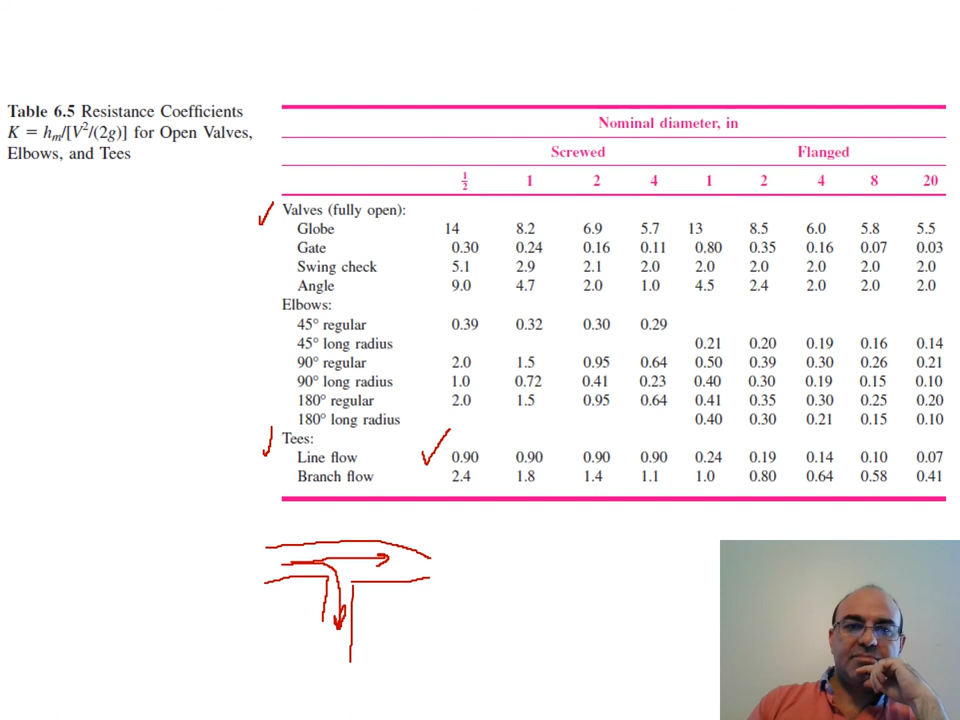 Table 6.5 Resistance Coefficients
K = hm/[V²/(2g)] for Open Valves,
Elbows, and Tees
Nominal diameter, in
Screwed Flanged
½ 1 2 4 1 2 4 8 20
Valves (fully open):
Globe 14 8.2 6.9 5.7 13 8.5 6.0 5.8 5.5
Gate 0.30 0.24 0.16 0.11 0.80 0.35 0.16 0.07 0.03
Swing check 5.1 2.9 2.1 2.0 2.0 2.0 2.0 2.0 2.0
Angle 9.0 4.7 2.0 1.0 4.5 2.4 2.0 2.0 2.0
Elbows:
45° regular 0.39 0.32 0.30 0.29
45° long radius 0.21 0.20 0.19 0.16 0.14
90° regular 2.0 1.5 0.95 0.64 0.50 0.39 0.30 0.26 0.21
90° long radius 1.0 0.72 0.41 0.23 0.40 0.30 0.19 0.15 0.10
180° regular 2.0 1.5 0.95 0.64 0.41 0.35 0.30 0.25 0.20
180° long radius 0.40 0.30 0.21 0.15 0.10
Tees:
Line flow 0.90 0.90 0.90 0.90 0.24 0.19 0.14 0.10 0.07
Branch flow 2.4 1.8 1.4 1.1 1.0 0.80 0.64 0.58 0.41